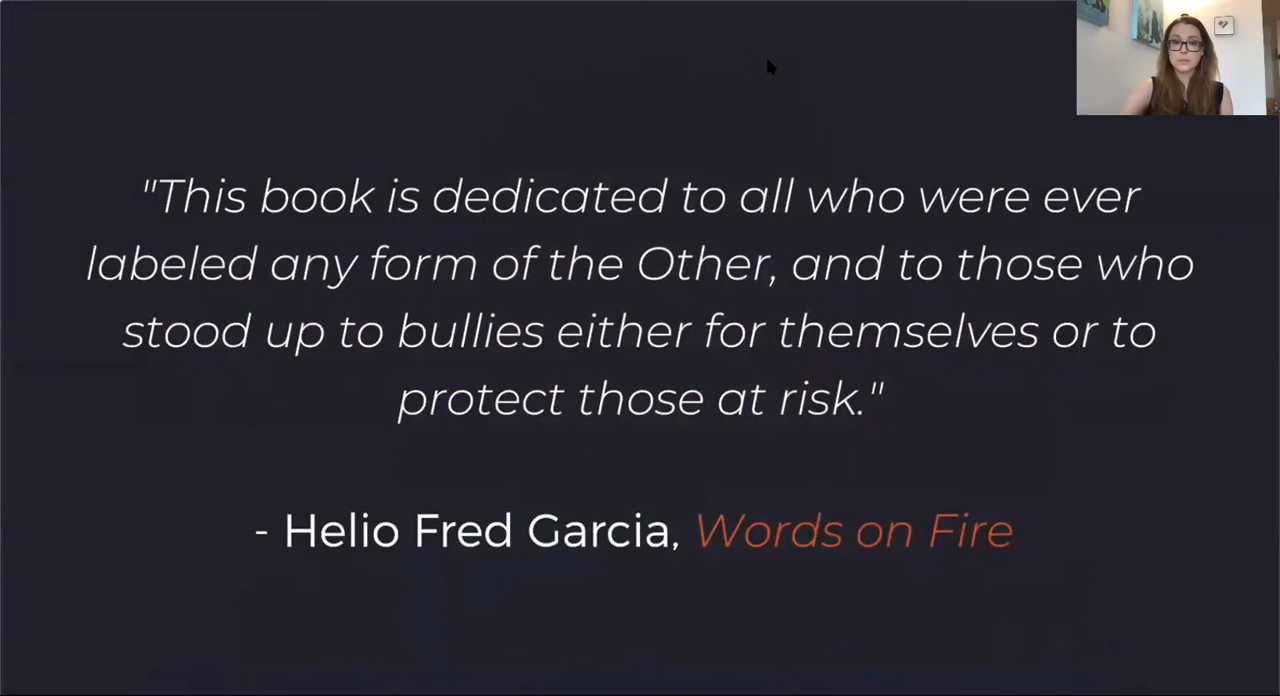 "This book is dedicated to all who were ever
labeled any form of the Other, and to those who
stood up to bullies either for themselves or to
protect those at risk."
- Helio Fred Garcia, Words on Fire